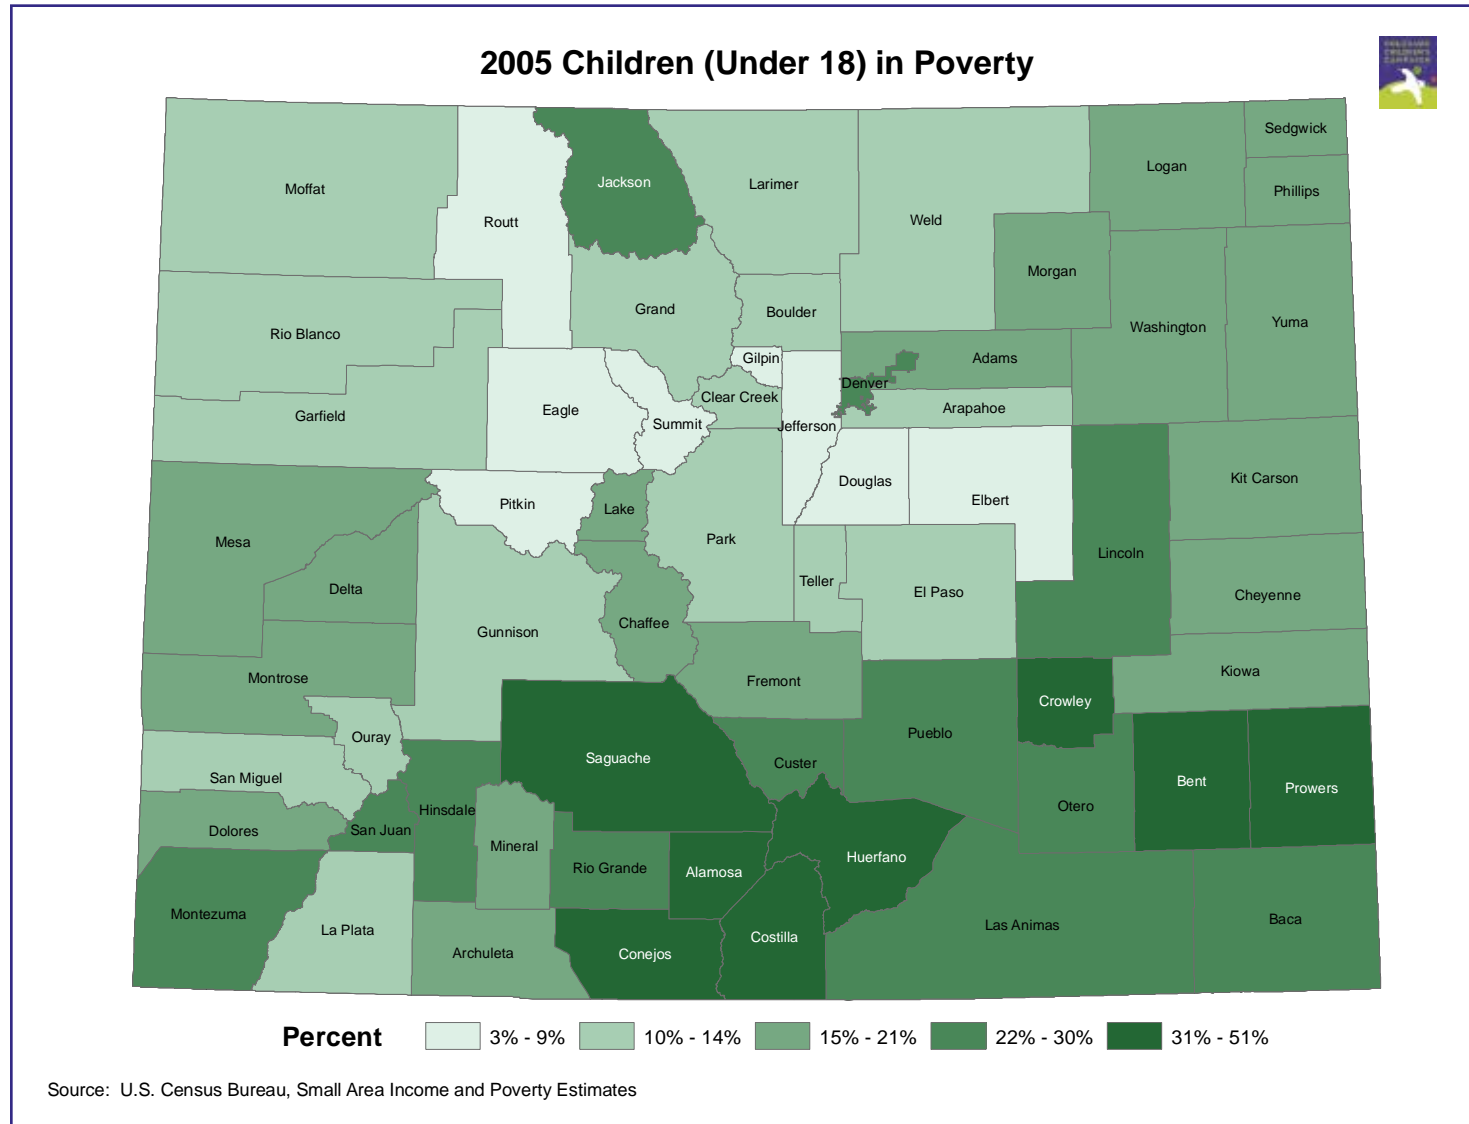 2005 Children (Under 18) in Poverty
Sedgwick
Logan
Phillips
Moffat
Jackson
Larimer
Routt
Weld
Morgan
Grand
Boulder
Yuma
Washington
Rio Blanco
Gilpin
Adams
Denver
Clear Creek
Eagle
Arapahoe
Garfield
Summit
Jefferson
Douglas
Kit Carson
Elbert
Pitkin
Lake
Park
Mesa
Lincoln
Teller
Delta
El Paso
Cheyenne
Chaffee
Gunnison
Kiowa
Montrose
Fremont
Crowley
Ouray
Pueblo
Saguache
Custer
San Miguel
Bent
Prowers
Otero
Hinsdale
Dolores
San Juan
Mineral
Huerfano
Rio Grande
Alamosa
Montezuma
Baca
Las Animas
La Plata
Costilla
Archuleta
Conejos
Percent 3% - 9% 10% - 14% 15% - 21% 22% - 30% 31% - 51%
Source: U.S. Census Bureau, Small Area Income and Poverty Estimates